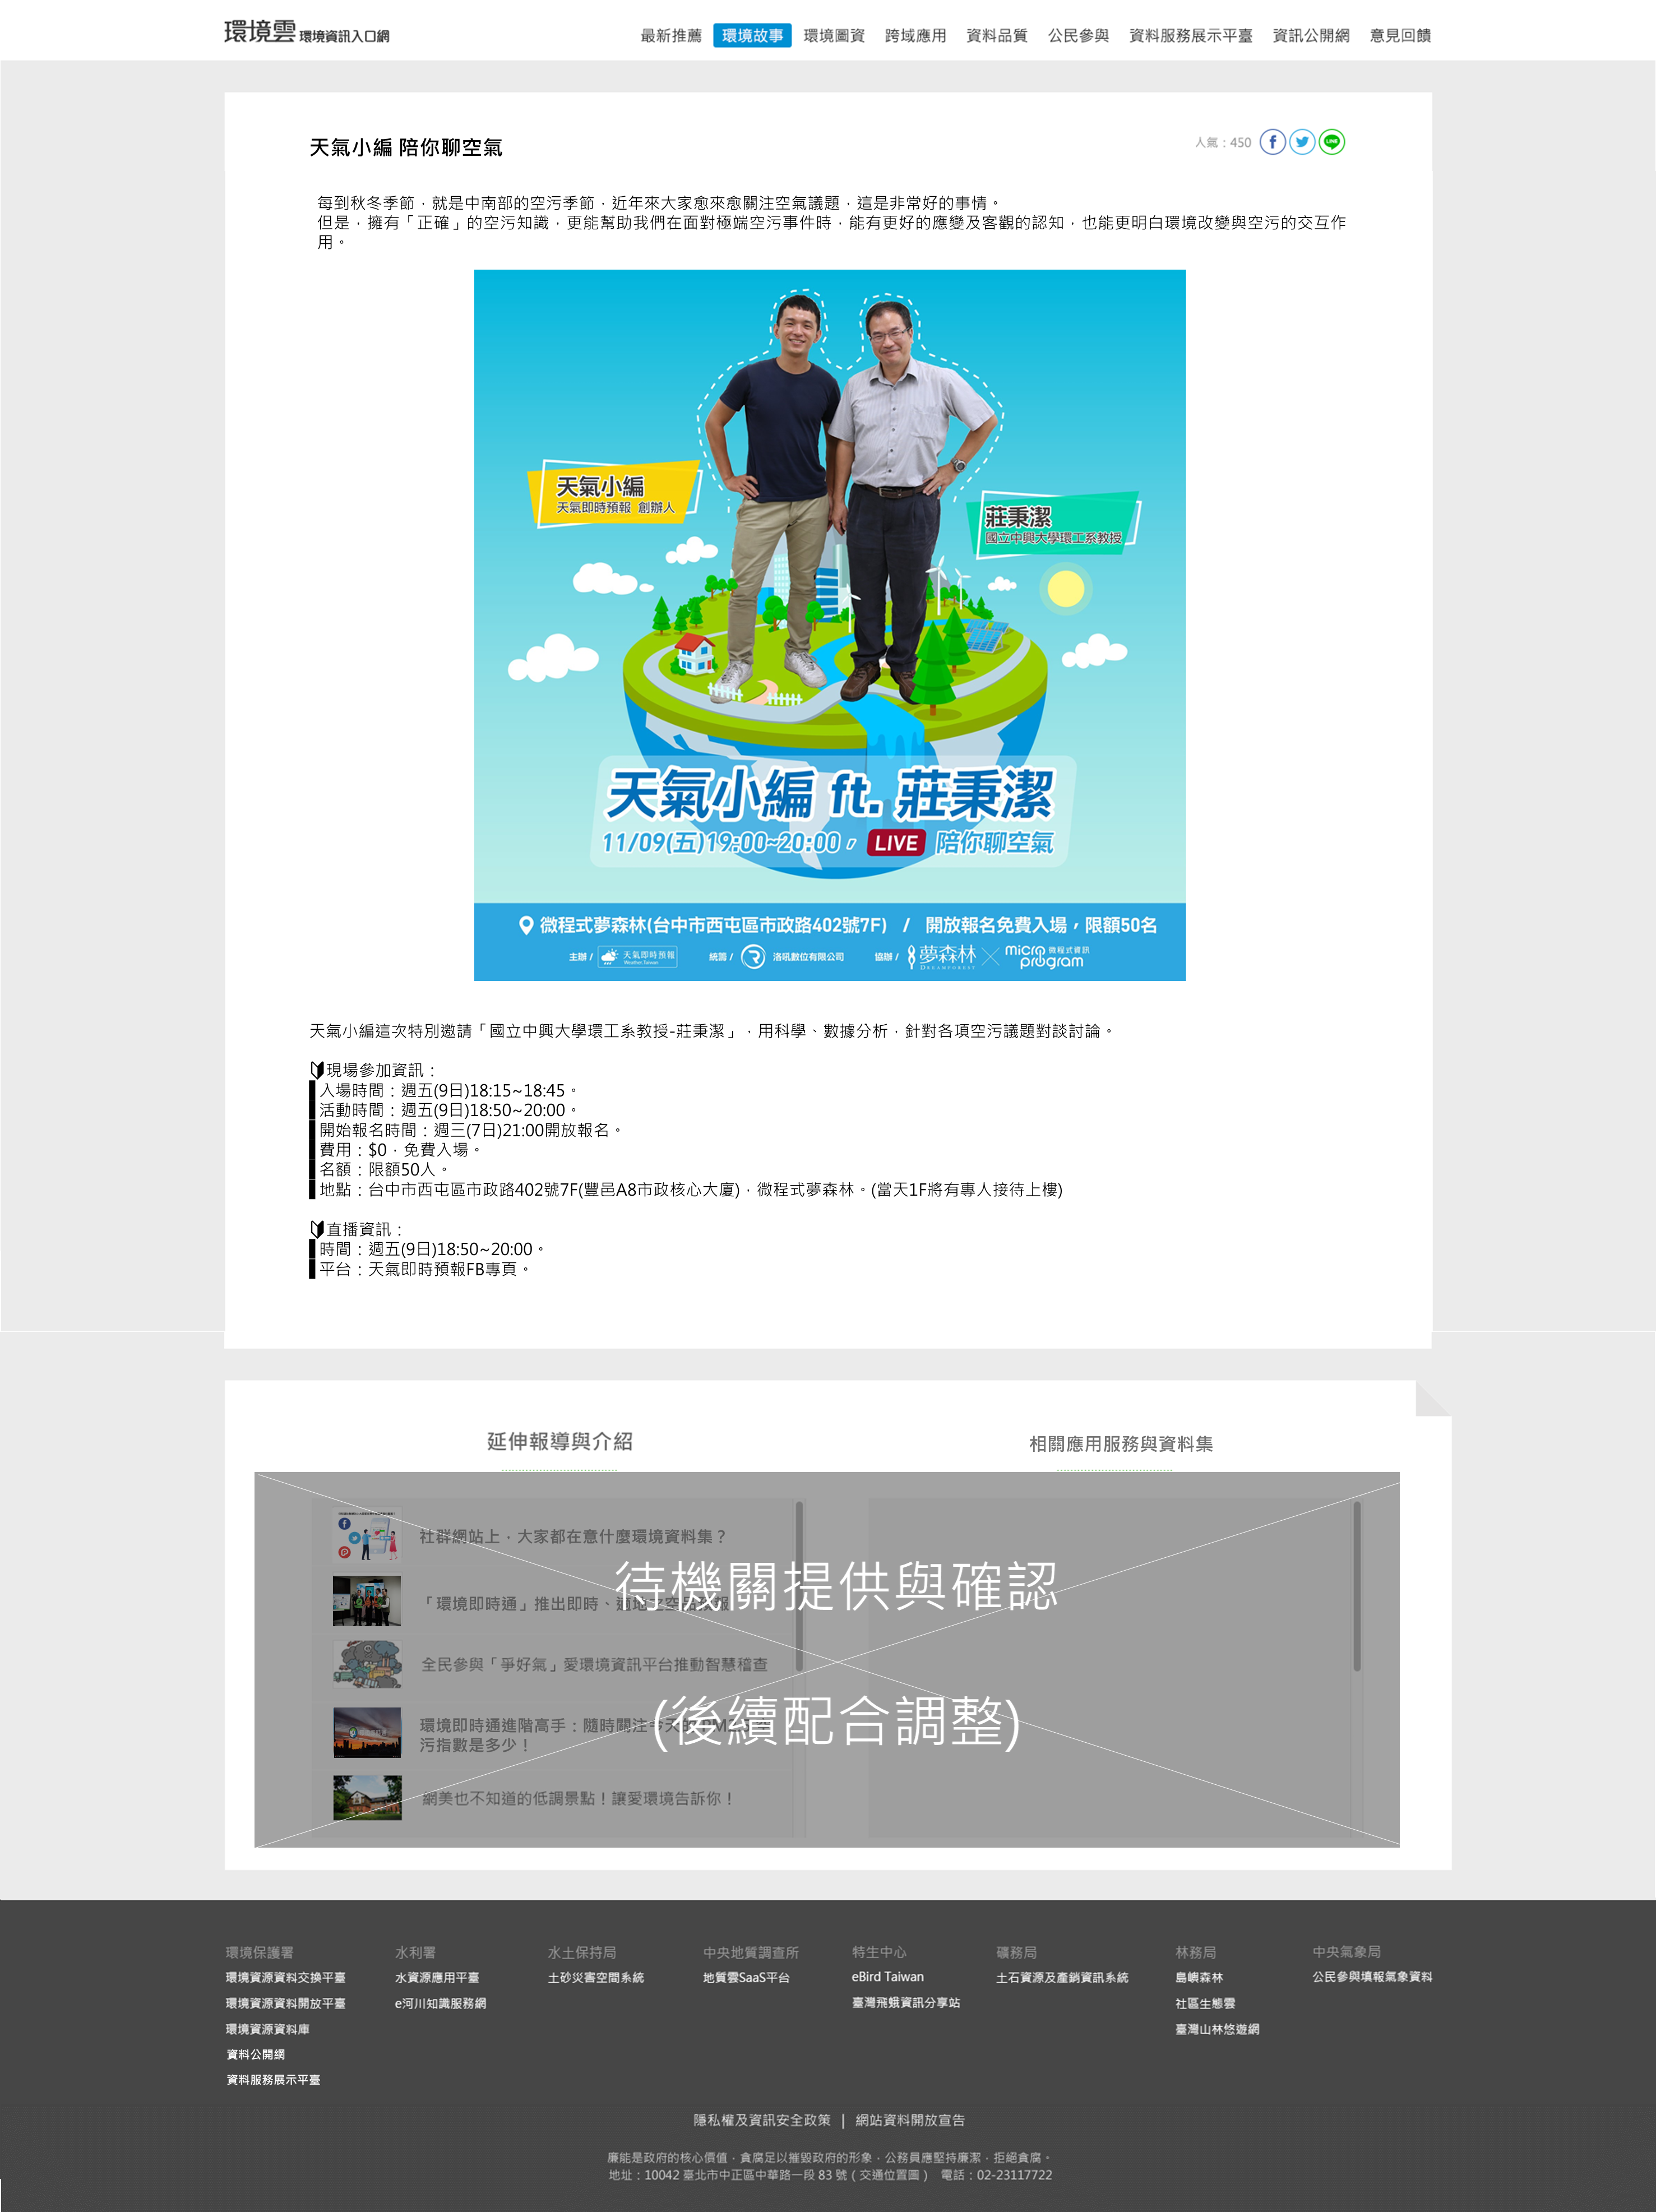 環境雲 環境資訊入口網
最新推薦 環境故事 環境圖資 跨域應用 資料品質 公民參與 資料服務展示平臺 資訊公開網 意見回饋
天氣小編 陪你聊空氣
人氣：450
每到秋冬季節，就是中南部的空污季節，近年來大家愈來愈關注空氣議題，這是非常好的事情。
但是，擁有「正確」的空污知識，更能幫助我們在面對極端空污事件時，能有更好的應變及客觀的認知，也能更明白環境改變與空污的交互作
用。
天氣小編
天氣即時預報 創辦人
莊秉潔
國立中興大學環工系教授
天氣小編 ft. 莊秉潔
11/09(五)19:00~20:00，LIVE 陪你聊空氣
微程式夢森林(台中市西屯區市政路402號7F) / 開放報名免費入場，限額50名
主辦 / 天氣即時預報 Weather Taiwan 統籌 / 洛吼數位有限公司 協辦 / 夢森林 DREAMFOREST micro program 微程式資訊
天氣小編這次特別邀請「國立中興大學環工系教授-莊秉潔」，用科學、數據分析，針對各項空污議題對談討論。
🔰現場參加資訊：
▌入場時間：週五(9日)18:15~18:45。
▌活動時間：週五(9日)18:50~20:00。
▌開始報名時間：週三(7日)21:00開放報名。
▌費用：$0，免費入場。
▌名額：限額50人。
▌地點：台中市西屯區市政路402號7F(豐邑A8市政核心大廈)，微程式夢森林。(當天1F將有專人接待上樓)
🔰直播資訊：
▌時間：週五(9日)18:50~20:00。
▌平台：天氣即時預報FB專頁。
延伸報導與介紹
相關應用服務與資料集
社群網站上，大家都在意什麼環境資料集？
待機關提供與確認
「環境即時通」推出即時、適地之空品預報
全民參與「爭好氣」愛環境資訊平台推動智慧稽查
環境即時通進階高手：隨時關注今天的PM2.5
污指數是多少！
(後續配合調整)
網美也不知道的低調景點！讓愛環境告訴你！
環境保護署 水利署 水土保持局 中央地質調查所 特生中心 礦務局 林務局 中央氣象局
環境資源資料交換平臺 水資源應用平臺 土砂災害空間系統 地質雲SaaS平台 eBird Taiwan 土石資源及產銷資訊系統 島嶼森林 公民參與填報氣象資料
環境資源資料開放平臺 e河川知識服務網 臺灣飛蛾資訊分享站 社區生態雲
環境資源資料庫 臺灣山林悠遊網
資料公開網
資料服務展示平臺
隱私權及資訊安全政策 | 網站資料開放宣告
廉能是政府的核心價值，貪腐足以摧毀政府的形象，公務員應堅持廉潔，拒絕貪腐。
地址：10042 臺北市中正區中華路一段 83 號（交通位置圖） 電話：02-23117722